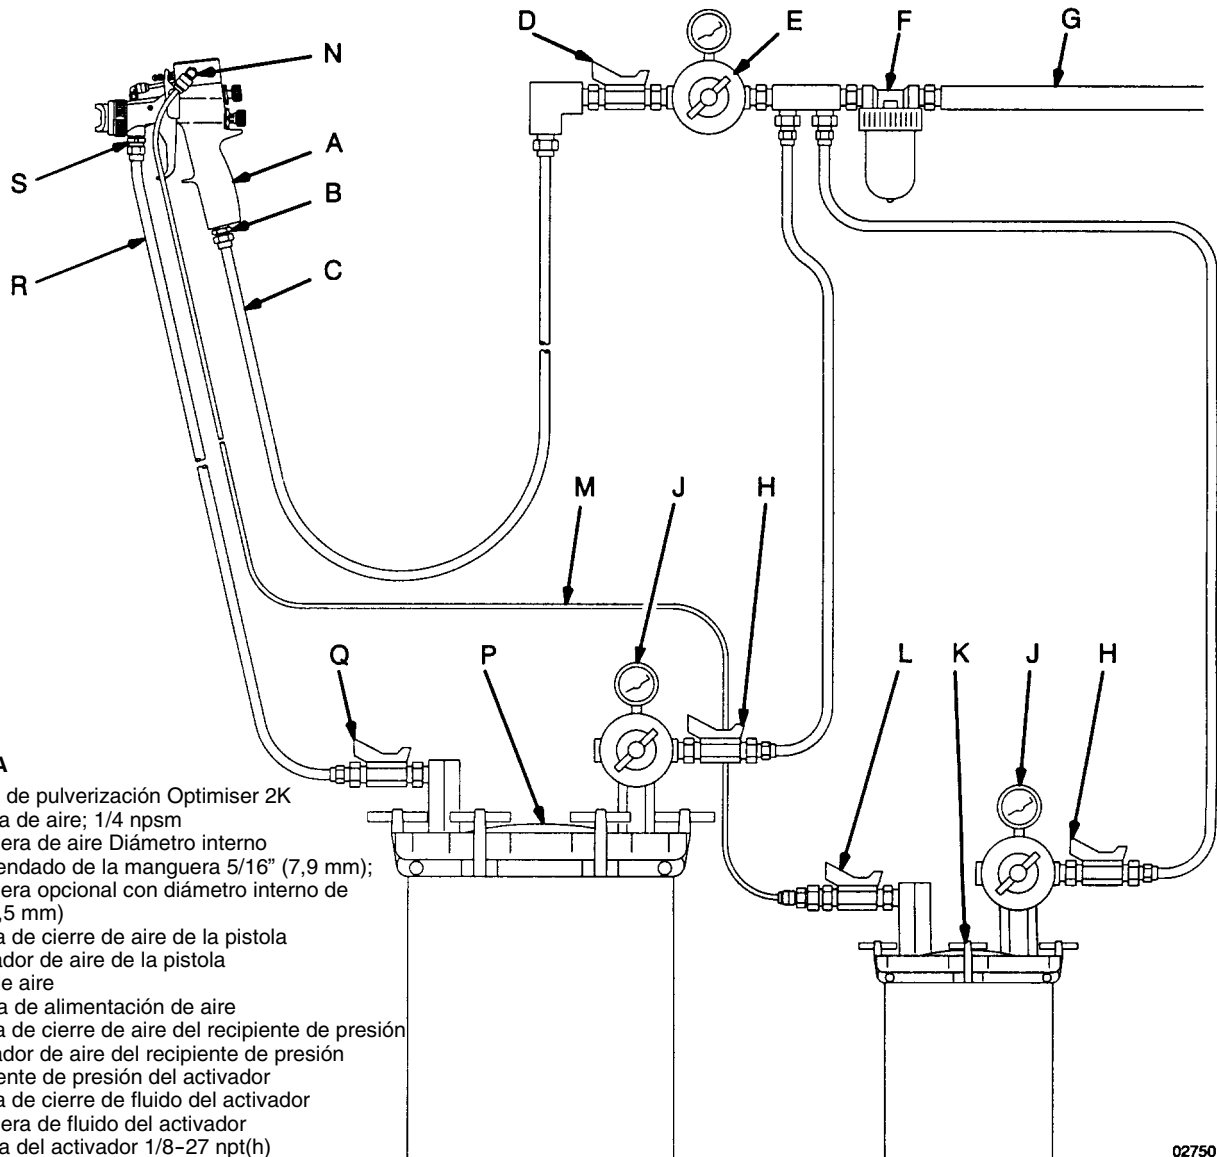 D
E
F
G
N
A
S
B
R
C
M
J
H
Q
P
L
K
J
H
A
de pulverización Optimiser 2K
a de aire; 1/4 npsm
era de aire Diámetro interno
endado de la manguera 5/16” (7,9 mm);
era opcional con diámetro interno de
,5 mm)
a de cierre de aire de la pistola
ador de aire de la pistola
e aire
a de alimentación de aire
a de cierre de aire del recipiente de presión
ador de aire del recipiente de presión
ente de presión del activador
a de cierre de fluido del activador
era de fluido del activador
a del activador 1/8-27 npt(h)
02750